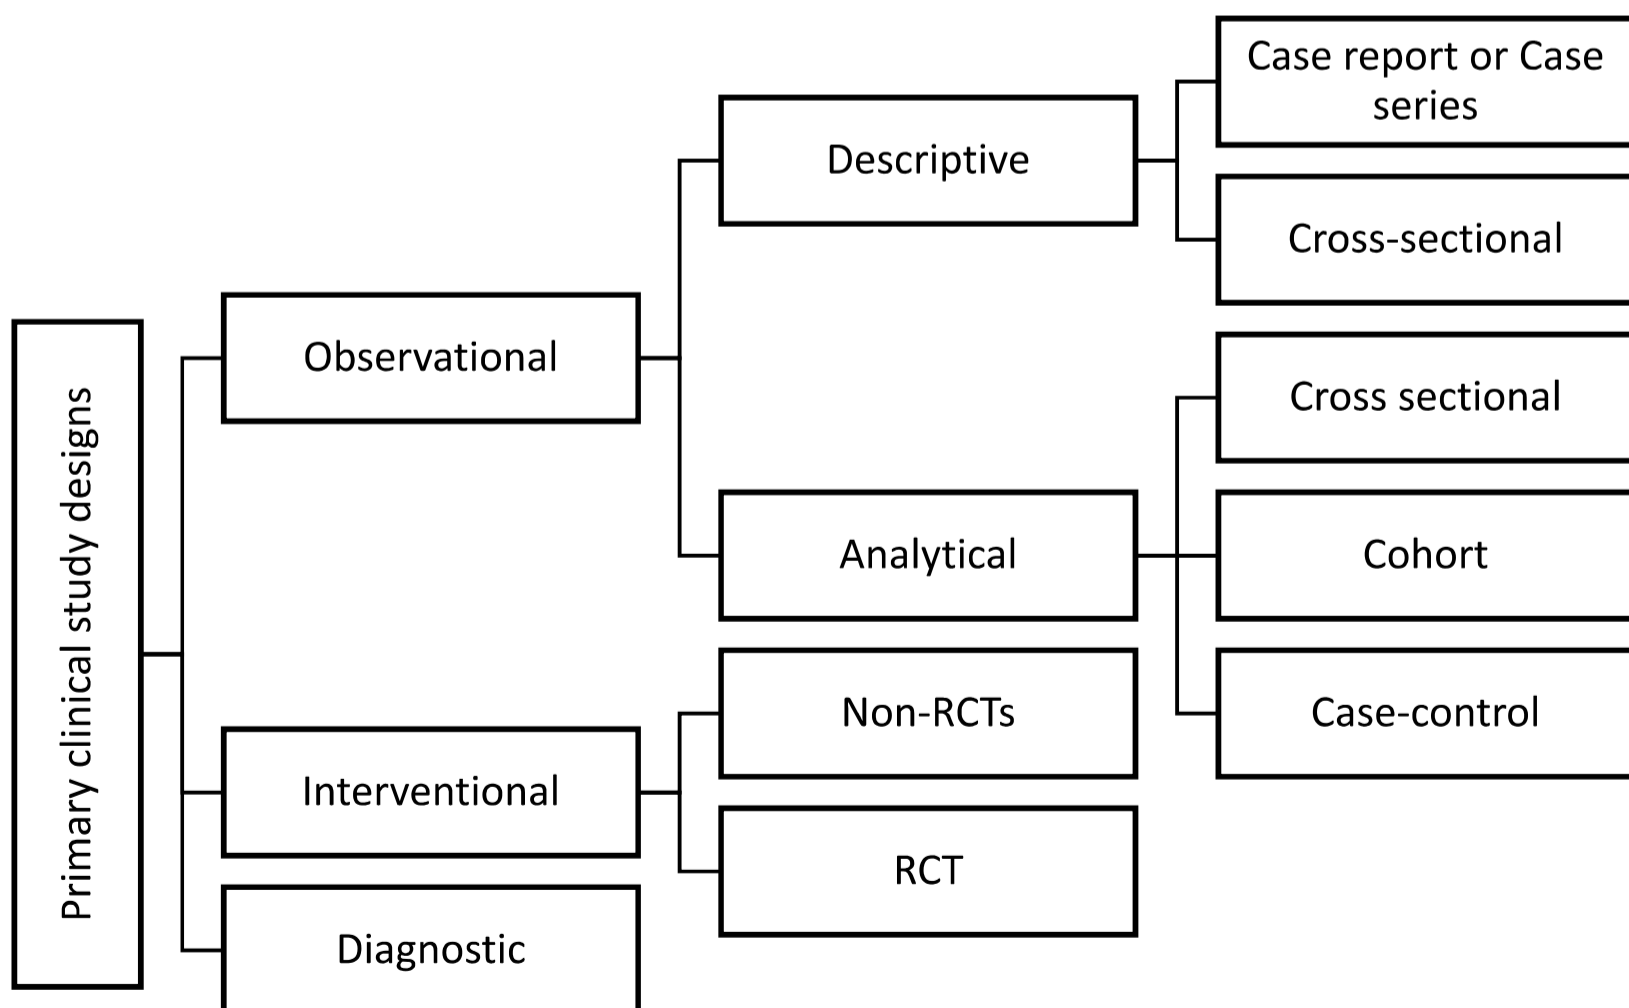 Primary clinical study designs
Observational
Descriptive
Case report or Case
series
Cross-sectional
Analytical
Cross sectional
Cohort
Case-control
Interventional
Non-RCTs
RCT
Diagnostic